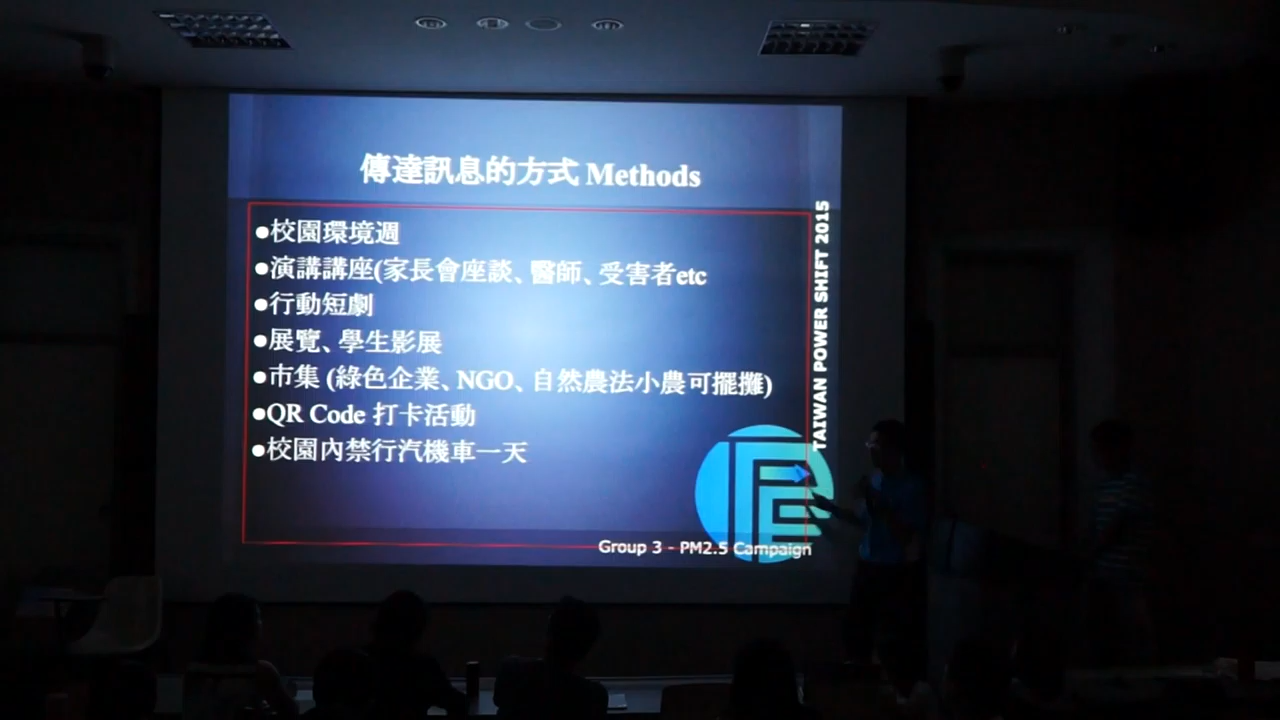 傳達訊息的方式 Methods
●校園環境週
●演講講座(家長會座談、醫師、受害者etc
●行動短劇
●展覽、學生影展
●市集 (綠色企業、NGO、自然農法小農可擺攤)
●QR Code 打卡活動
●校園內禁行汽機車一天
TAIWAN POWER SHIFT 2015
Group 3 - PM2.5 Campaign